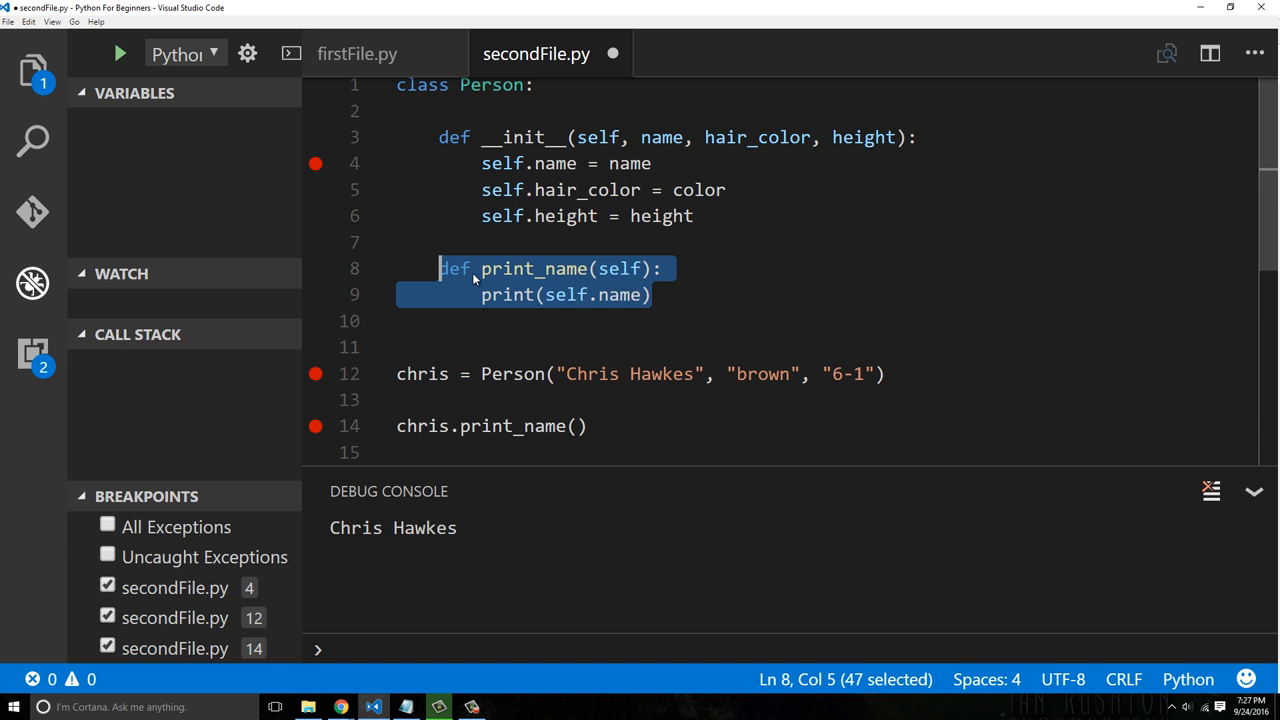 secondFile.py - Python For Beginners - Visual Studio Code
File Edit View Go Help
Pythor firstFile.py secondFile.py
1
VARIABLES
WATCH
CALL STACK
2
BREAKPOINTS
All Exceptions
Uncaught Exceptions
secondFile.py 4
secondFile.py 12
secondFile.py 14
1 class Person:
2
3 def __init__(self, name, hair_color, height):
4 self.name = name
5 self.hair_color = color
6 self.height = height
7
8 def print_name(self):
9 print(self.name)
10
11
12 chris = Person("Chris Hawkes", "brown", "6-1")
13
14 chris.print_name()
15
DEBUG CONSOLE
Chris Hawkes
0 0 Ln 8, Col 5 (47 selected) Spaces: 4 UTF-8 CRLF Python
I'm Cortana. Ask me anything.
7:27 PM
9/24/2016